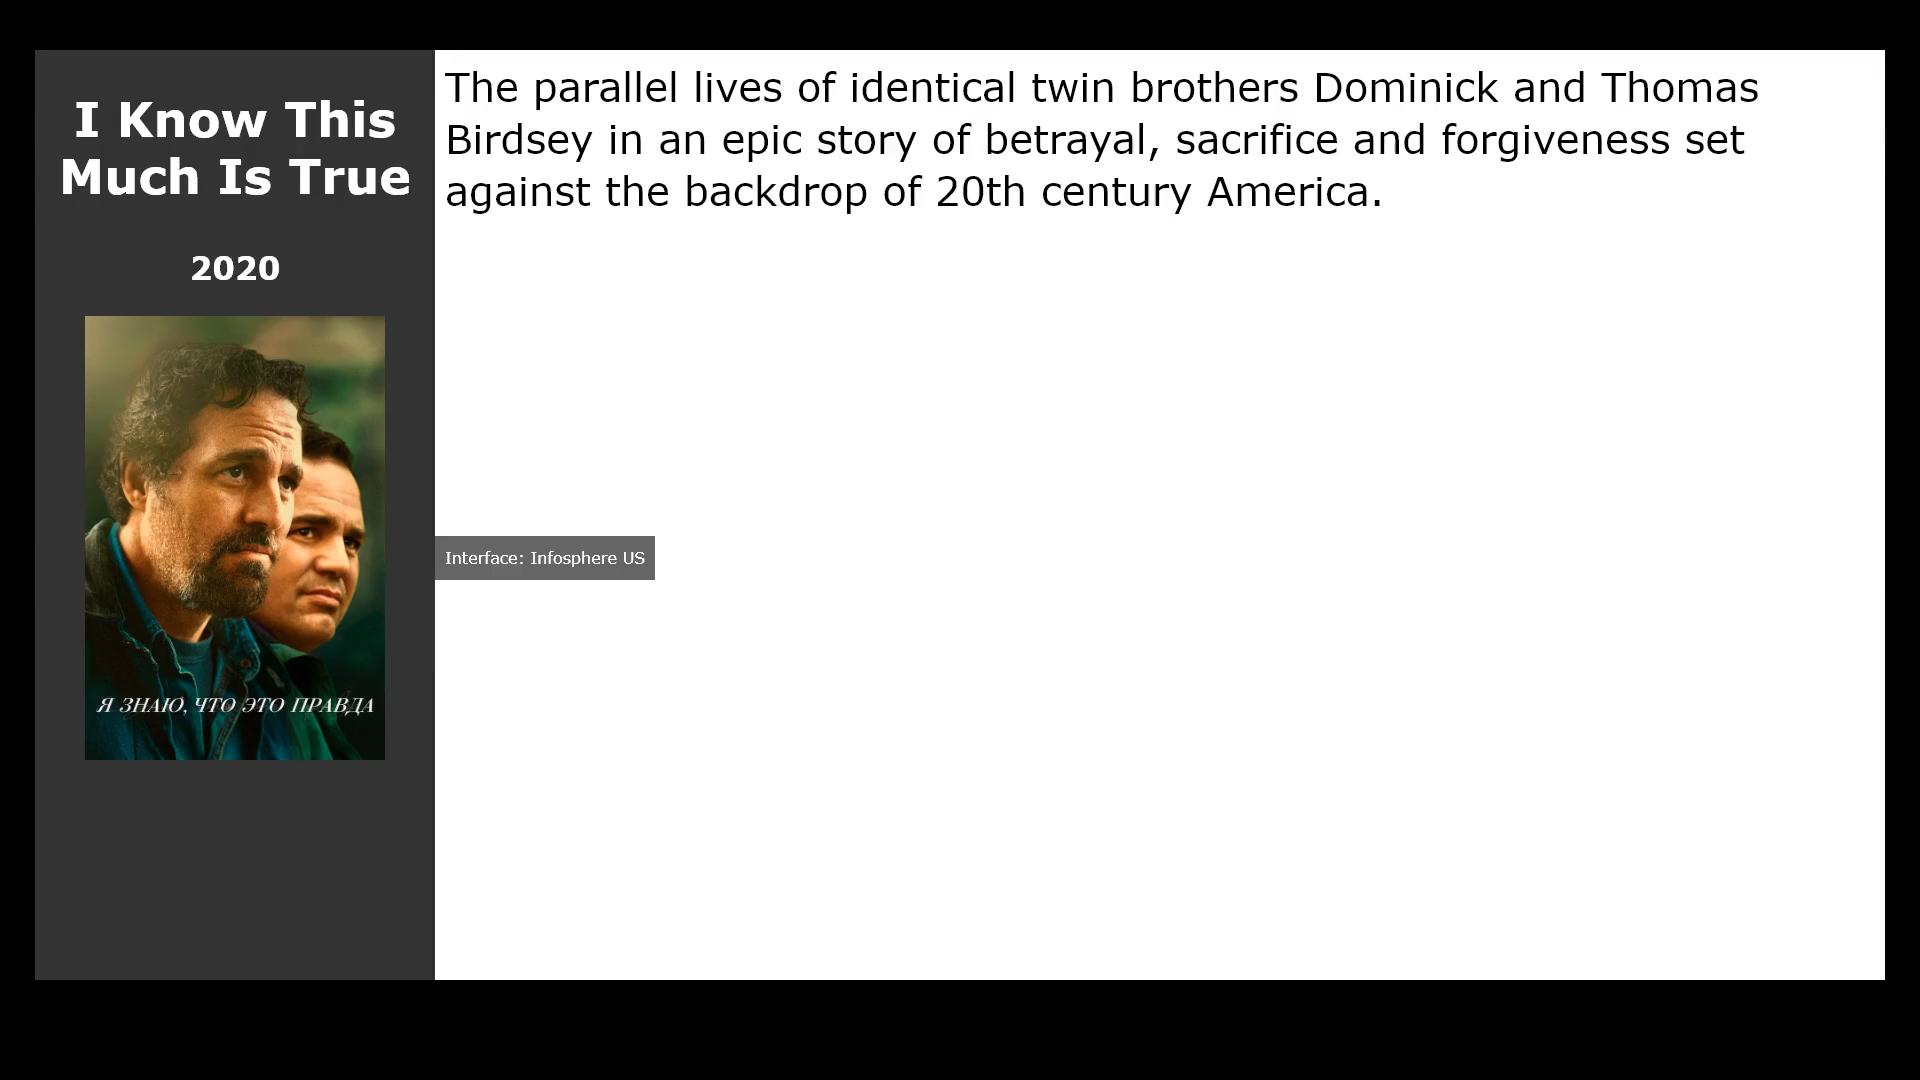 I Know This
Much Is True
2020
Я ЗНАЮ, ЧТО ЭТО ПРАВДА
The parallel lives of identical twin brothers Dominick and Thomas
Birdsey in an epic story of betrayal, sacrifice and forgiveness set
against the backdrop of 20th century America.
Interface: Infosphere US